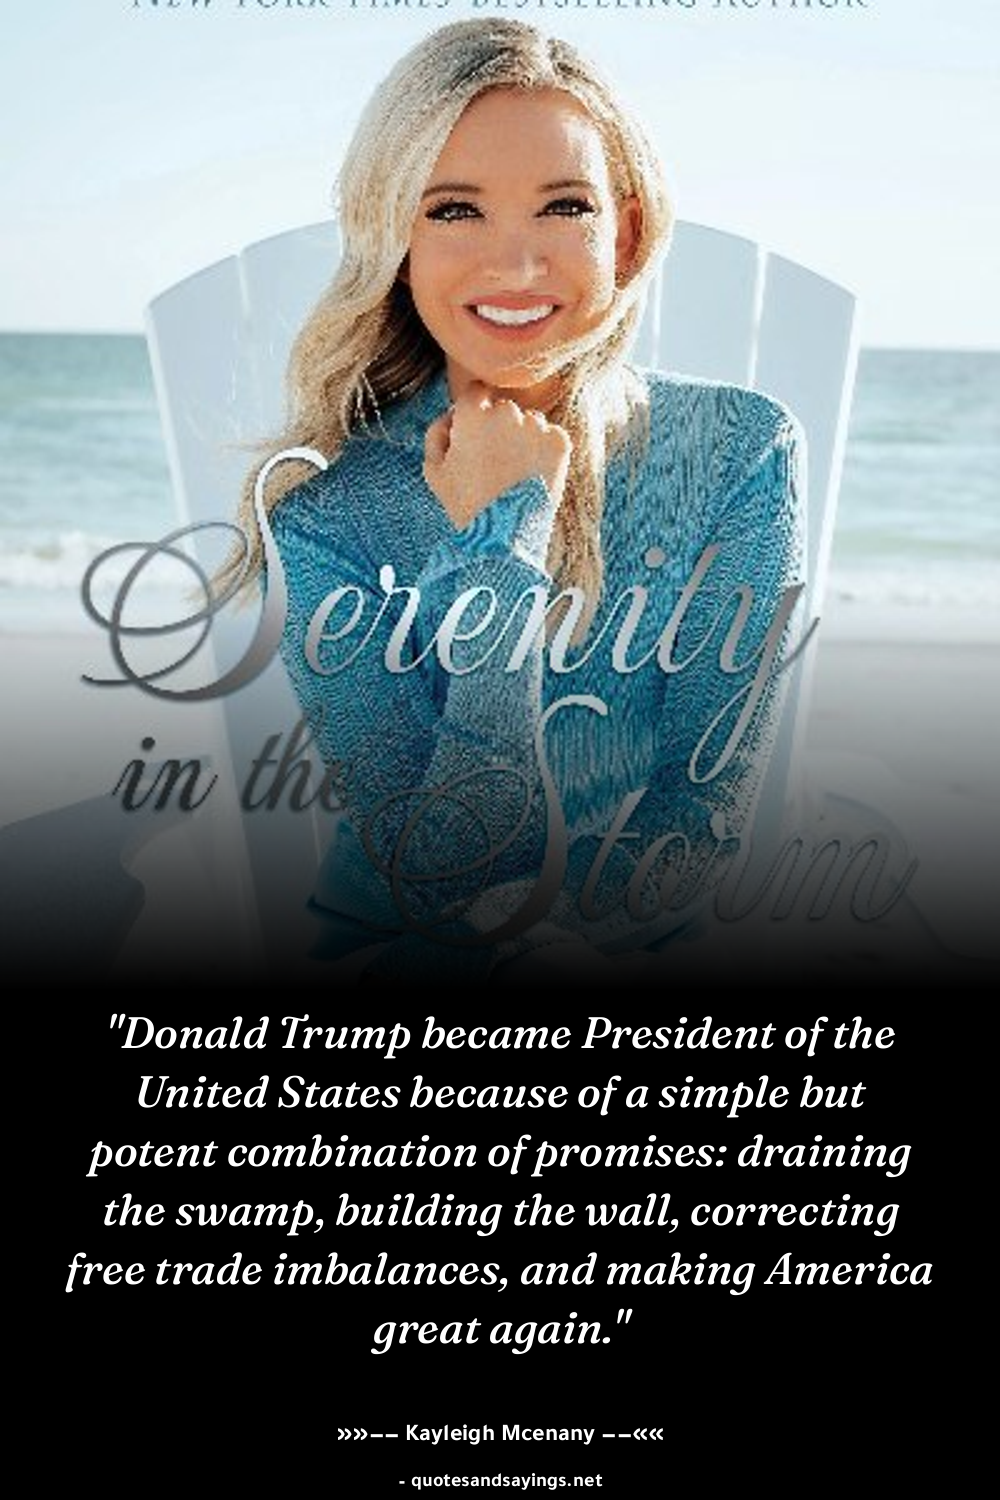 NEW YORK TIMES BESTSELLING AUTHOR
Serenity
in the
Storm
"Donald Trump became President of the
United States because of a simple but
potent combination of promises: draining
the swamp, building the wall, correcting
free trade imbalances, and making America
great again."
»»—— Kayleigh Mcenany ——««
- quotesandsayings.net